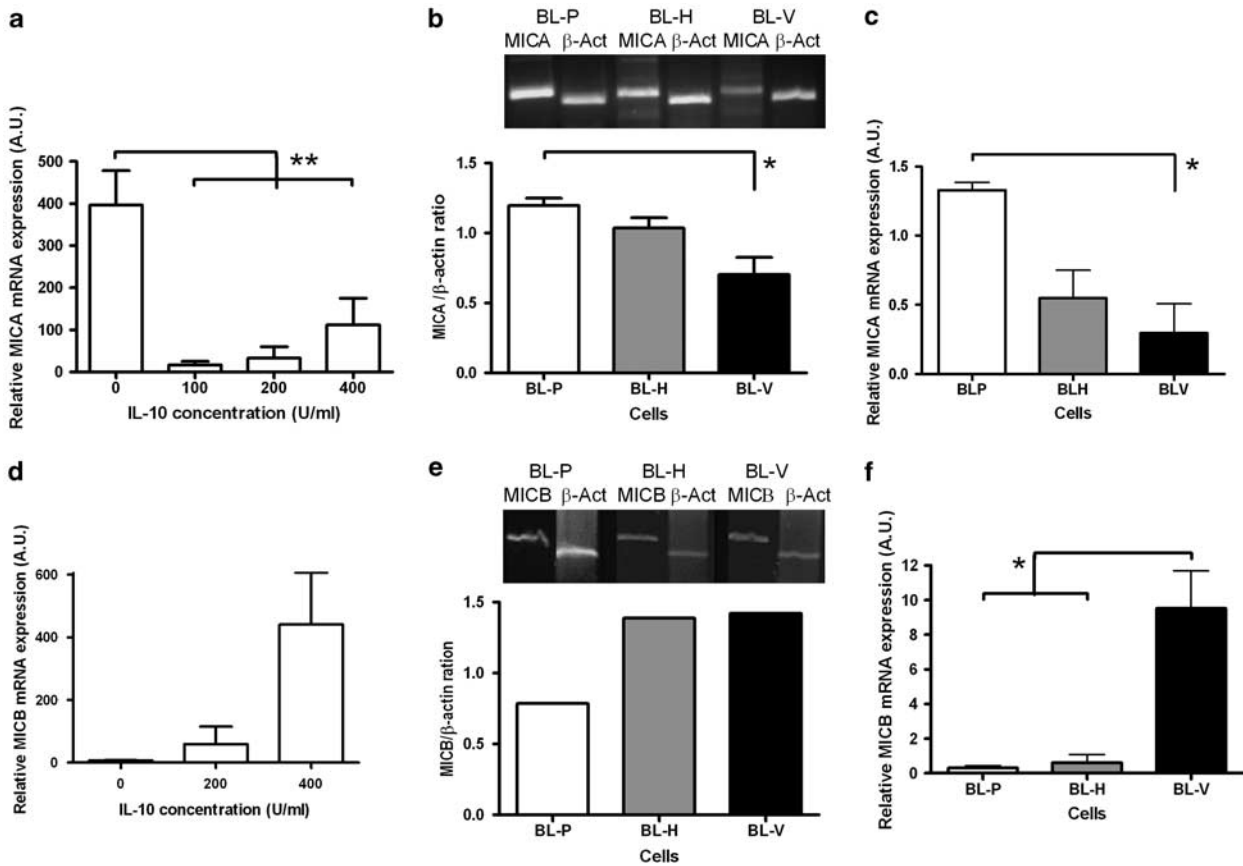 a
Relative MICA mRNA expression (A.U.)
500
400
300
200
100
0
**
0 100 200 400
IL-10 concentration (U/ml)
b
BL-P BL-H BL-V
MICA β-Act MICA β-Act MICA β-Act
MICA/β-actin ratio
1.5
1.0
0.5
0.0
*
BL-P BL-H BL-V
Cells
c
Relative MICA mRNA expression (A.U.)
1.5
1.0
0.5
0.0
*
BLP BLH BLV
Cells
d
Relative MICB mRNA expression (A.U.)
600
400
200
0
0 200 400
IL-10 concentration (U/ml)
e
BL-P BL-H BL-V
MICB β-Act MICB β-Act MICB β-Act
MICB/β-actin ration
1.5
1.0
0.5
0.0
BL-P BL-H BL-V
Cells
f
Relative MICB mRNA expression (A.U.)
12
10
8
6
4
2
0
*
BL-P BL-H BL-V
Cells